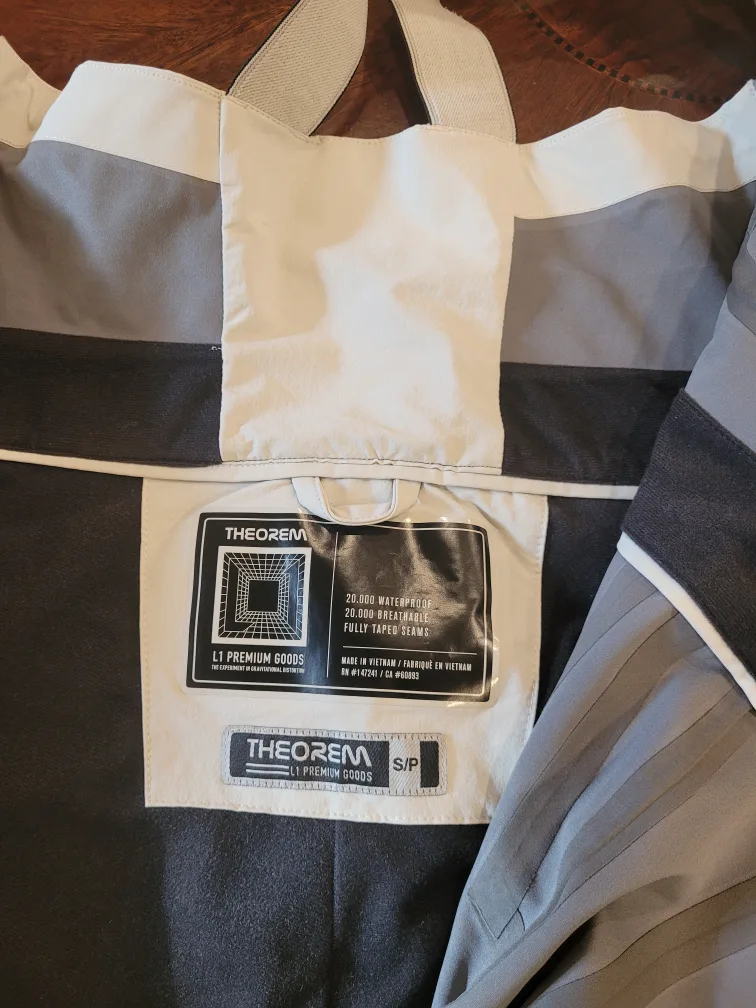 THEOREM
L1 PREMIUM GOODS
THE EXPERIMENT IN GRAVITATIONAL DISTORTION
20.000 WATERPROOF
20.000 BREATHABLE
FULLY TAPED SEAMS
MADE IN VIETNAM / FABRIQUÉ EN VIETNAM
RN #147241 / CA #60893
THEOREM
L1 PREMIUM GOODS
S/P